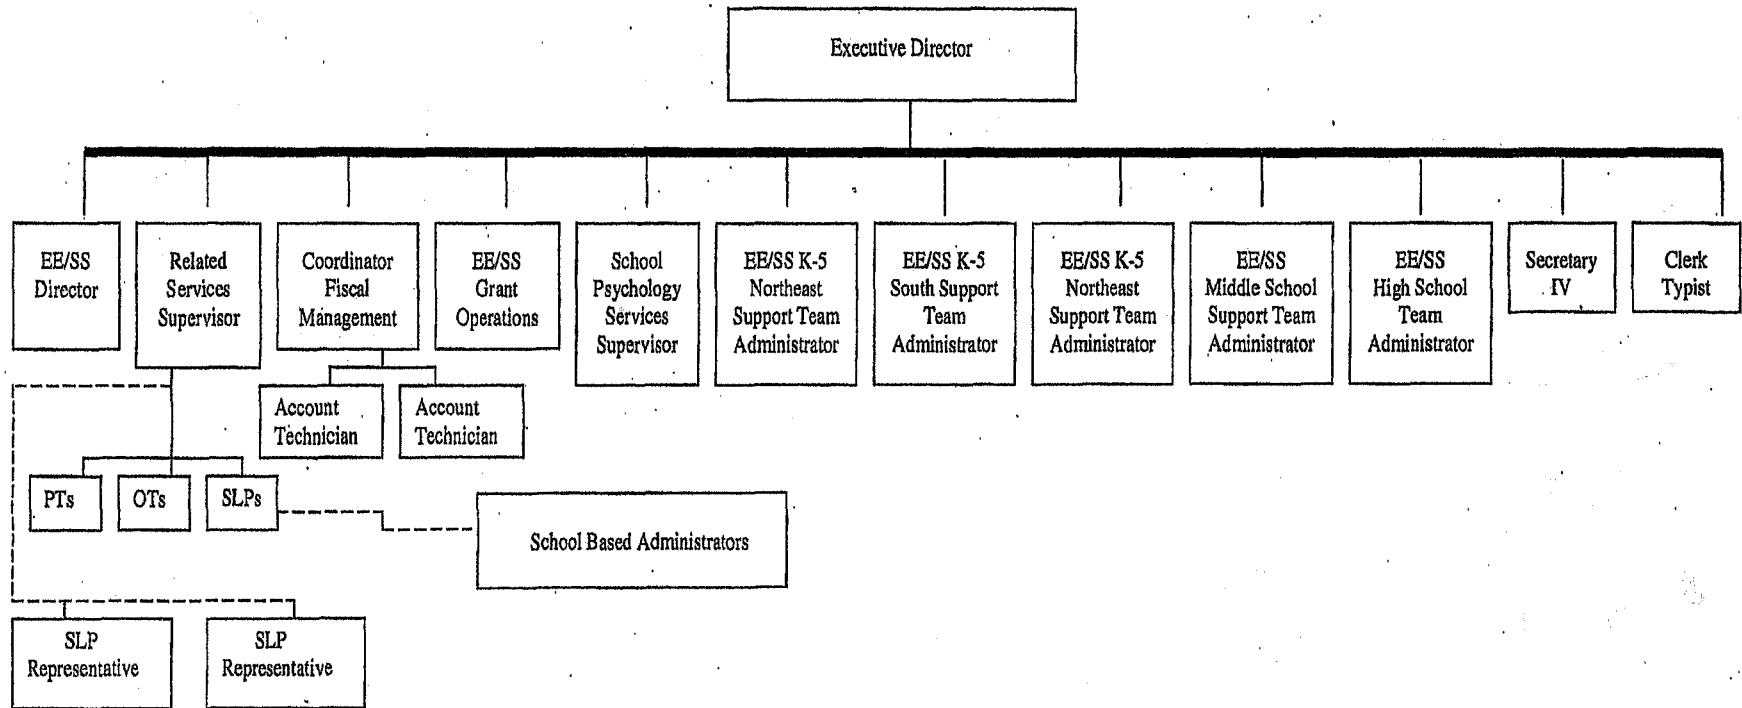 Executive Director
EE/SS
Director
Related
Services
Supervisor
Coordinator
Fiscal
Management
EE/SS
Grant
Operations
School
Psychology
Services
Supervisor
EE/SS K-5
Northeast
Support Team
Administrator
EE/SS K-5
South Support
Team
Administrator
EE/SS K-5
Northeast
Support Team
Administrator
EE/SS
Middle School
Support Team
Administrator
EE/SS
High School
Team
Administrator
Secretary
IV
Clerk
Typist
Account
Technician
Account
Technician
PTs
OTs
SLPs
School Based Administrators
SLP
Representative
SLP
Representative